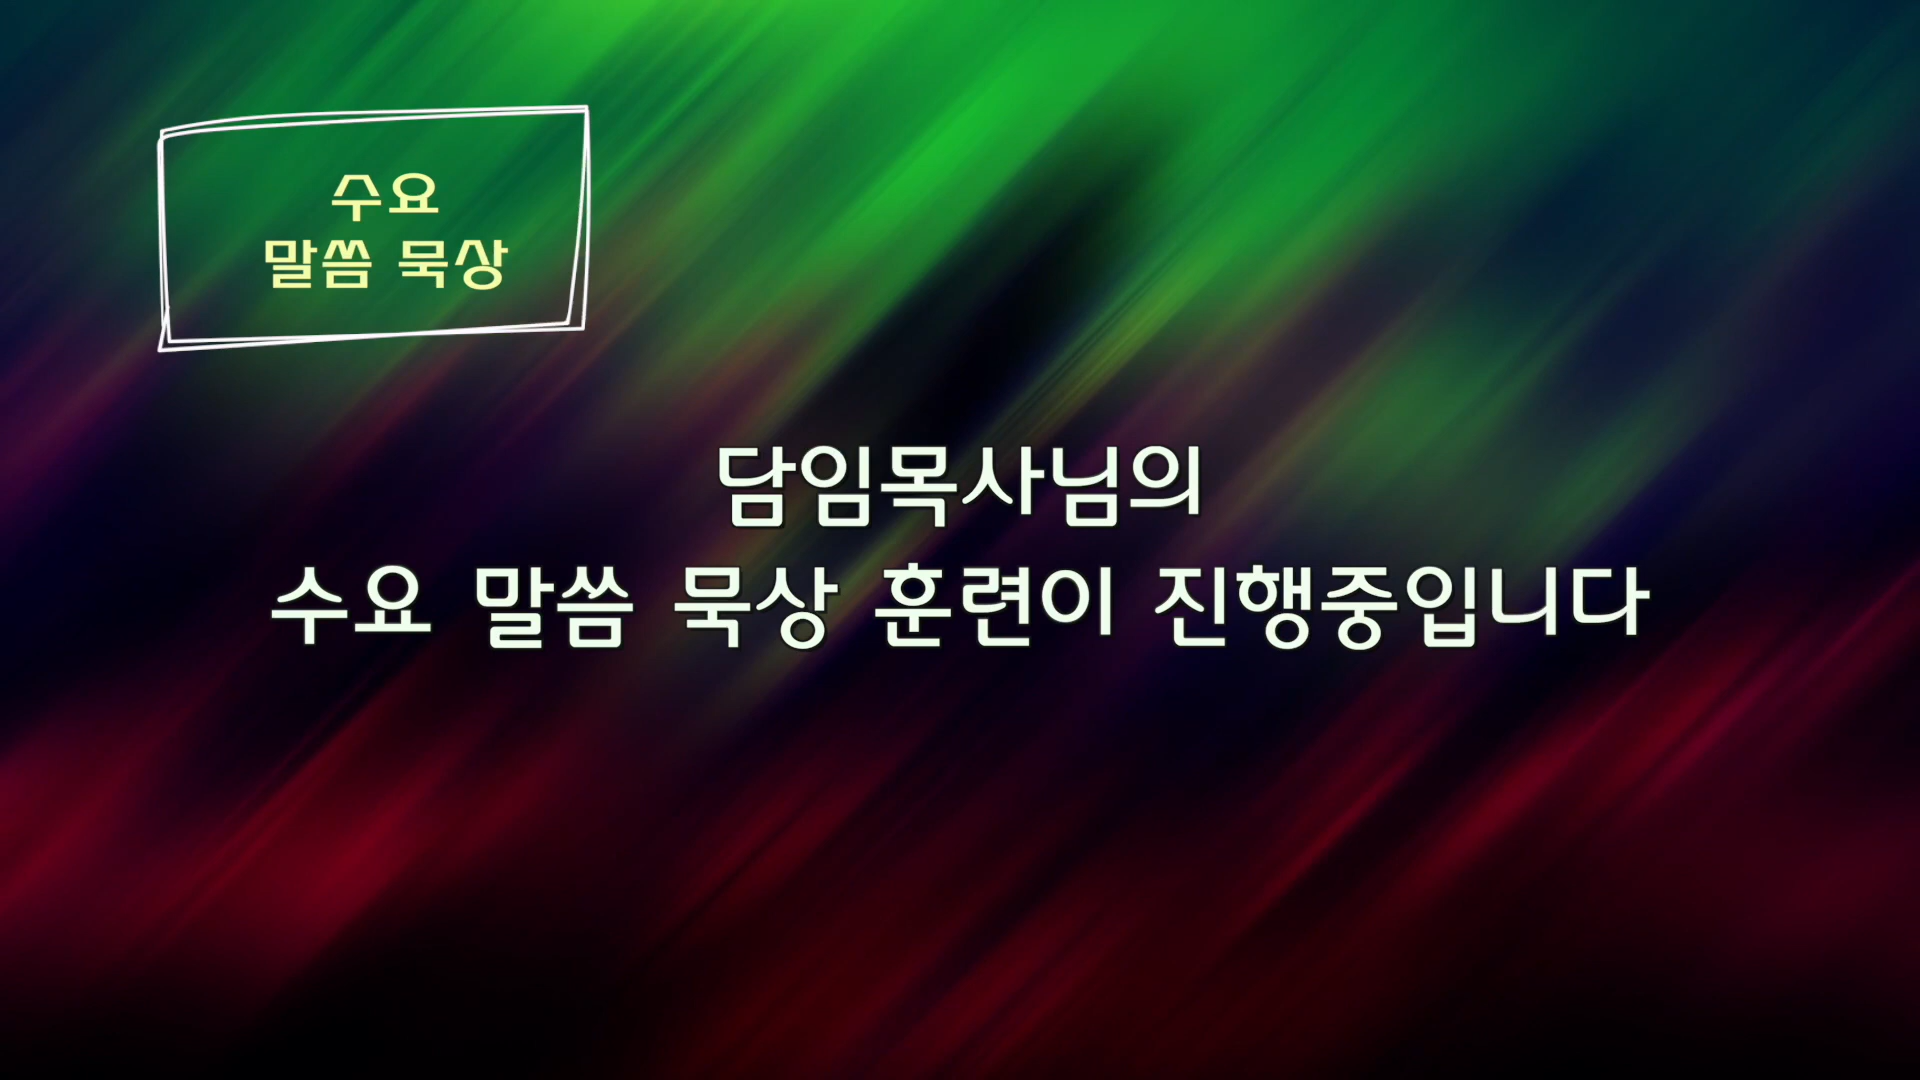 수요
말씀 묵상
담임목사님의
수요 말씀 묵상 훈련이 진행중입니다